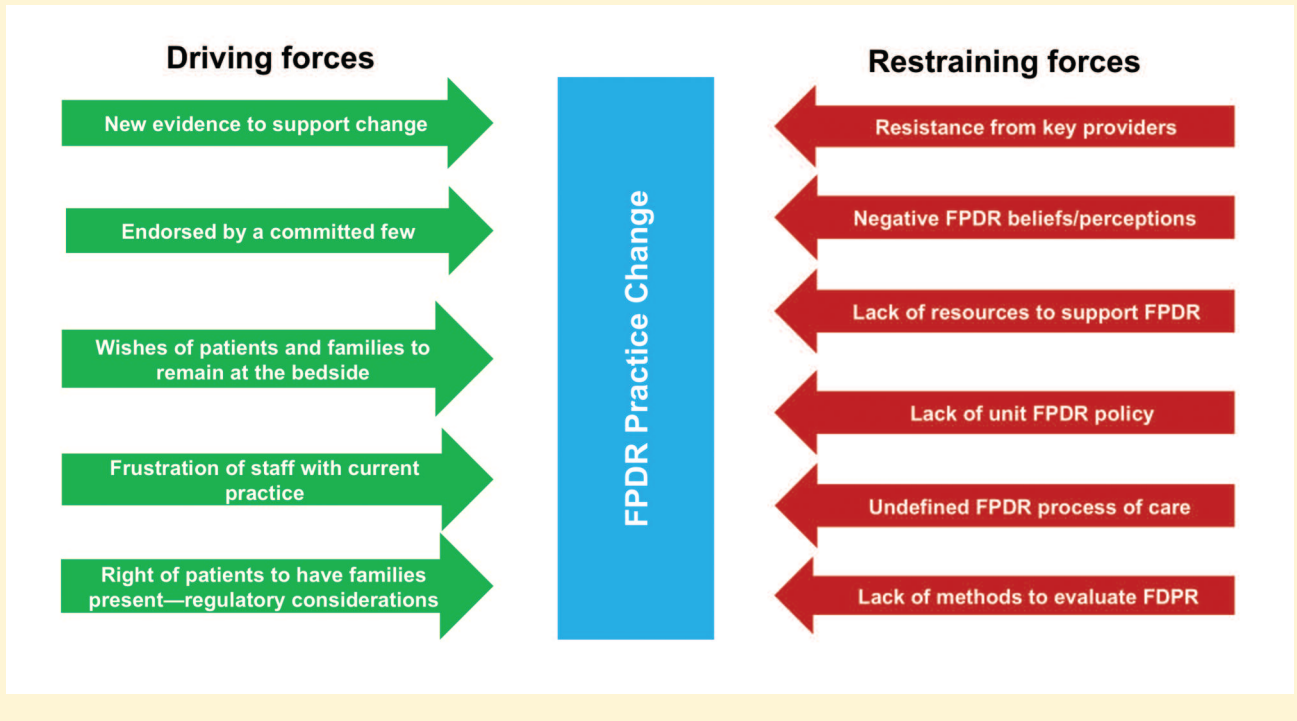 Driving forces
New evidence to support change
Endorsed by a committed few
Wishes of patients and families to
remain at the bedside
Frustration of staff with current
practice
Right of patients to have families
present—regulatory considerations
FPDR Practice Change
Restraining forces
Resistance from key providers
Negative FPDR beliefs/perceptions
Lack of resources to support FPDR
Lack of unit FPDR policy
Undefined FPDR process of care
Lack of methods to evaluate FDPR